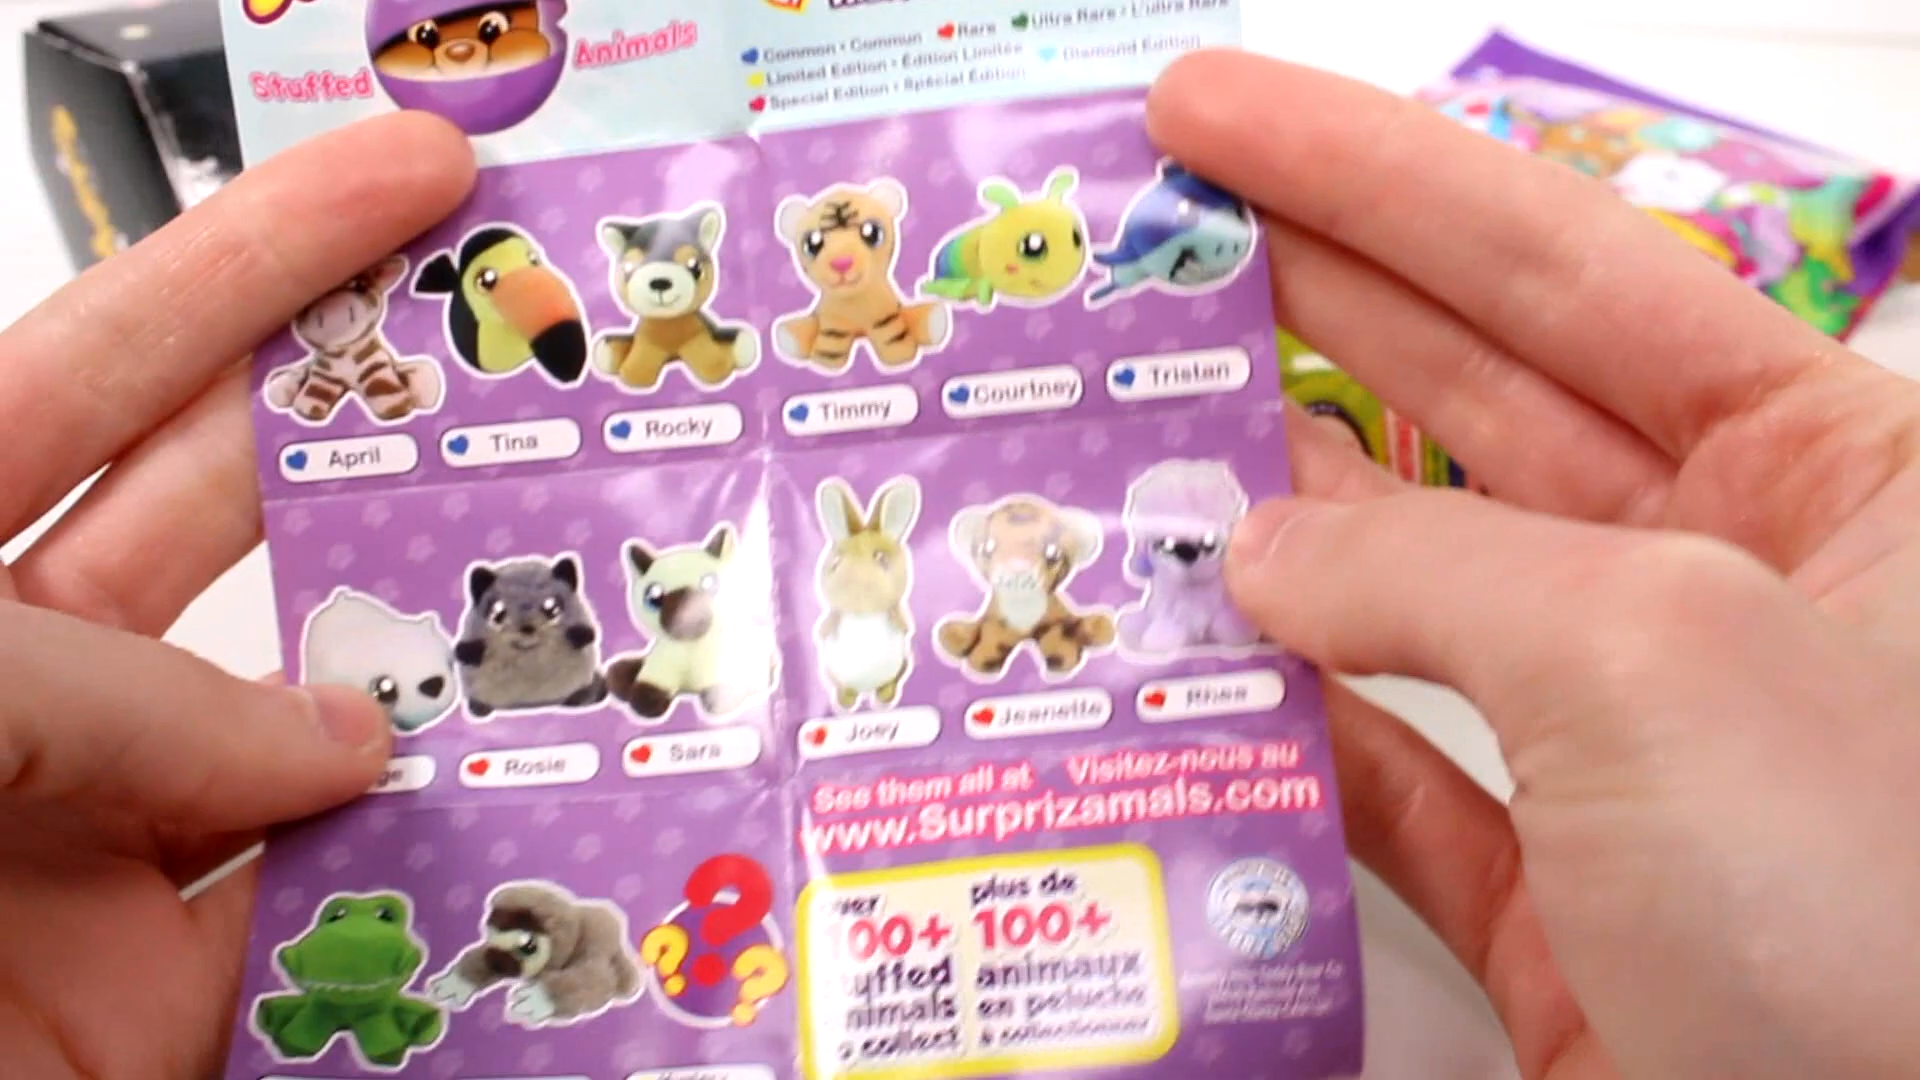 Stuffed Animals
Common • Commun Rare Ultra Rare • L'ultra Rare
Limited Edition • Édition Limitée Diamond Edition
Special Edition • Spécial Édition
April Tina Rocky Timmy Courtney Tristan
Rosie Sara Joey Jeanette Rhea
See them all at Visitez-nous au
www.Surprizamals.com
plus de
100+ 100+
animaux
en peluche
collect à collectionner